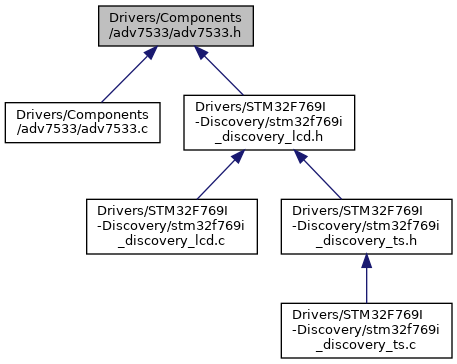 Drivers/Components
/adv7533/adv7533.h
Drivers/Components
/adv7533/adv7533.c
Drivers/STM32F769I
-Discovery/stm32f769i
_discovery_lcd.h
Drivers/STM32F769I
-Discovery/stm32f769i
_discovery_lcd.c
Drivers/STM32F769I
-Discovery/stm32f769i
_discovery_ts.h
Drivers/STM32F769I
-Discovery/stm32f769i
_discovery_ts.c